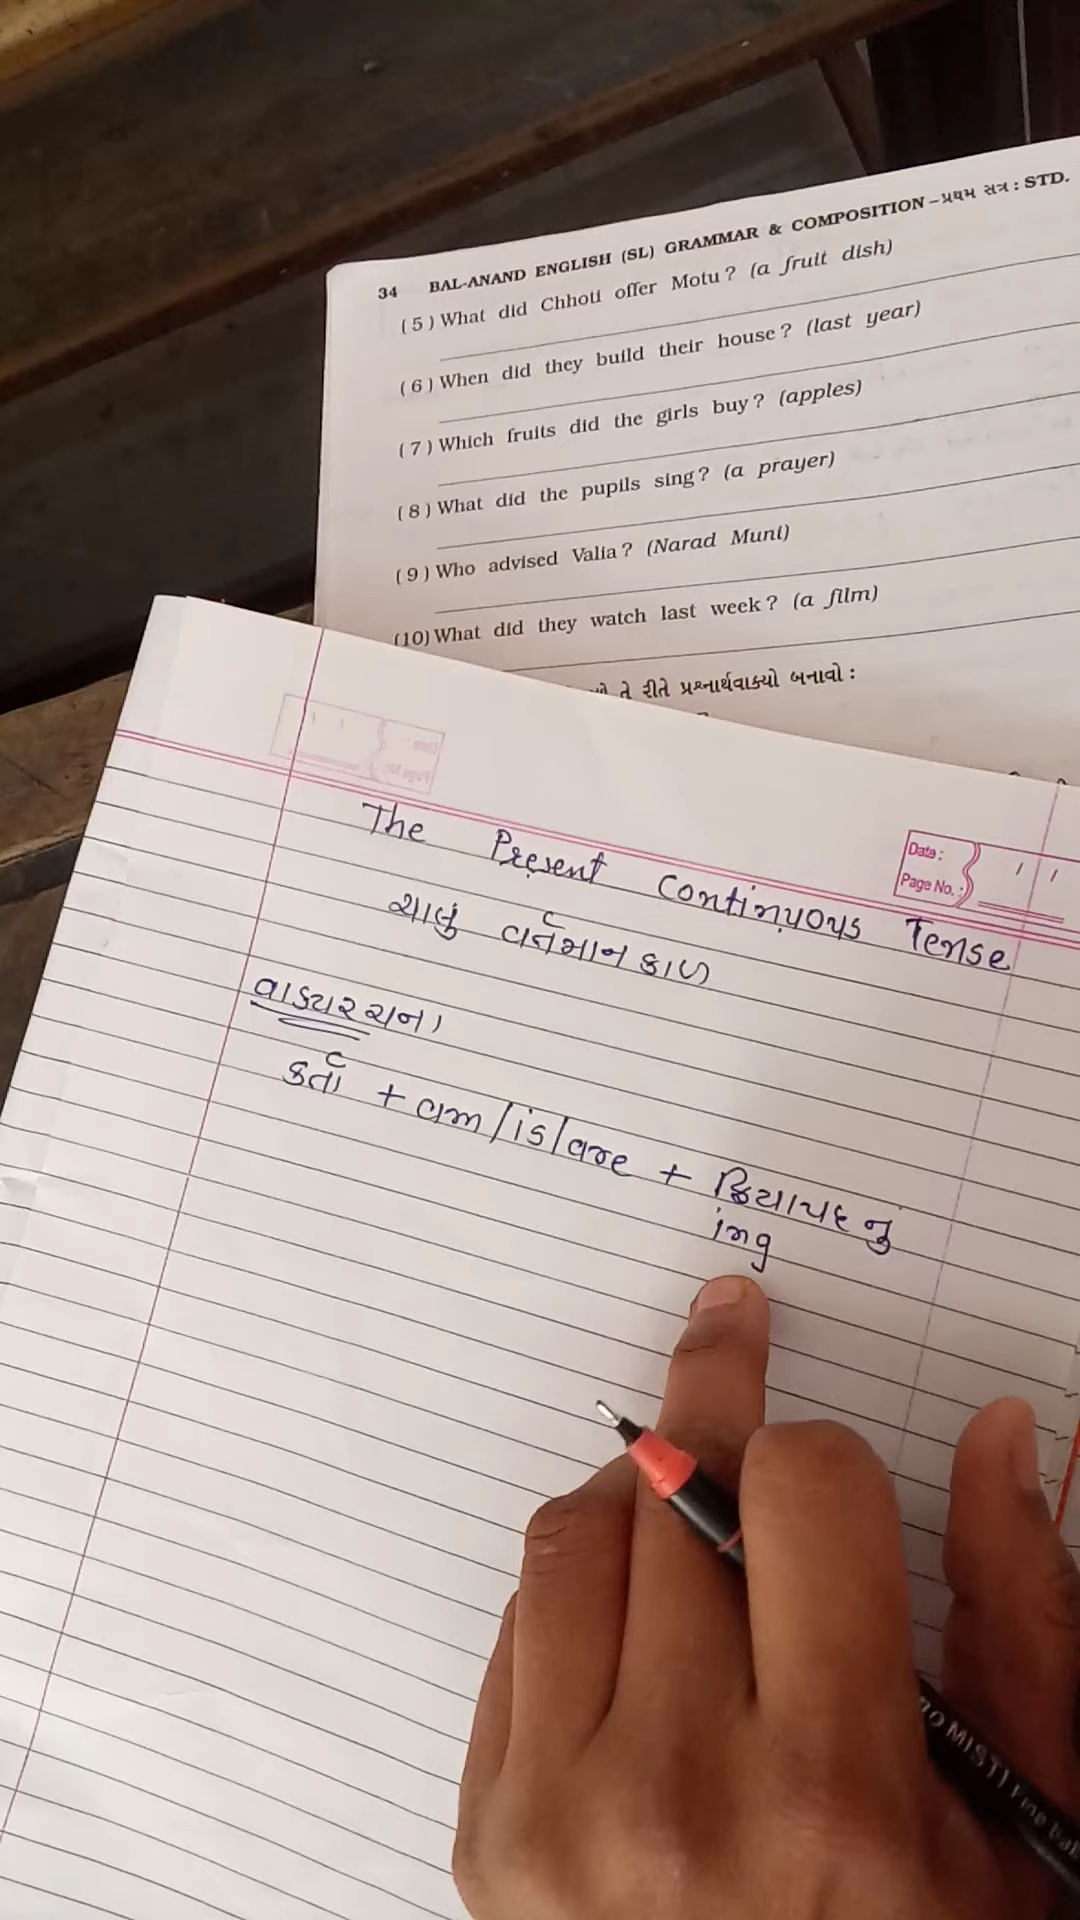 34 BAL-ANAND ENGLISH (SL) GRAMMAR & COMPOSITION – પ્રથમ સત્ર : STD.
(5) What did Chhoti offer Motu? (a fruit dish)
(6) When did they build their house? (last year)
(7) Which fruits did the girls buy? (apples)
(8) What did the pupils sing? (a prayer)
(9) Who advised Valia? (Narad Muni)
(10) What did they watch last week? (a film)
તે રીતે પ્રશ્નાર્થવાક્યો બનાવો :
Date :
Page No. :
The Present Continuous Tense
ચાલુ વર્તમાન કાળ
વાક્યરચના
કર્તા + am/is/are + ક્રિયાપદ નુ
ing